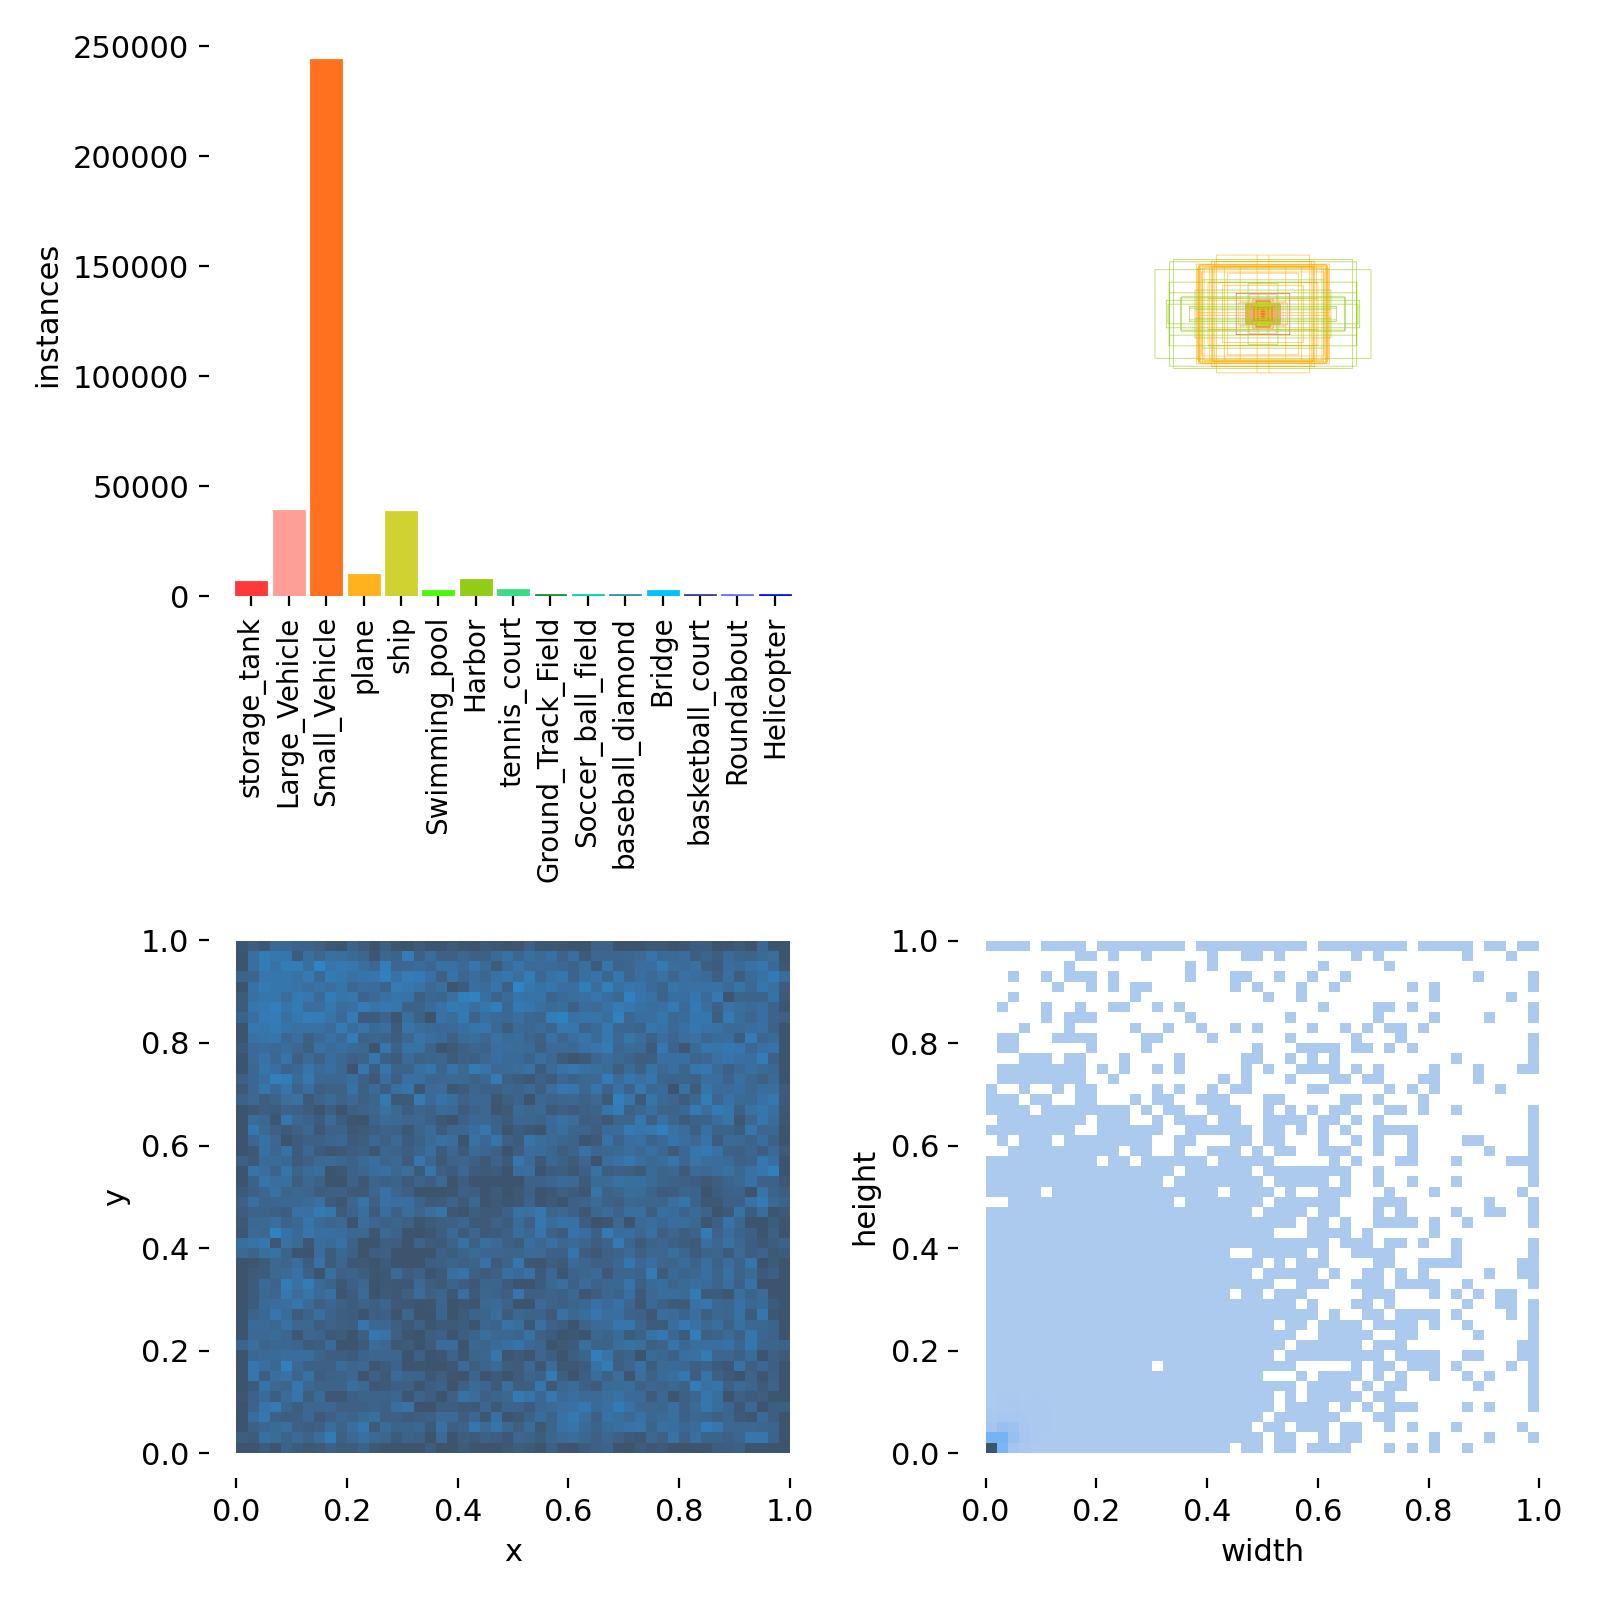 250000
200000
150000
100000
50000
0
instances
storage_tank
Large_Vehicle
Small_Vehicle
plane
ship
Swimming_pool
Harbor
tennis_court
Ground_Track_Field
Soccer_ball_field
baseball_diamond
Bridge
basketball_court
Roundabout
Helicopter
1.0
0.8
0.6
0.4
0.2
0.0
y
0.0 0.2 0.4 0.6 0.8 1.0
x
1.0
0.8
0.6
0.4
0.2
0.0
height
0.0 0.2 0.4 0.6 0.8 1.0
width